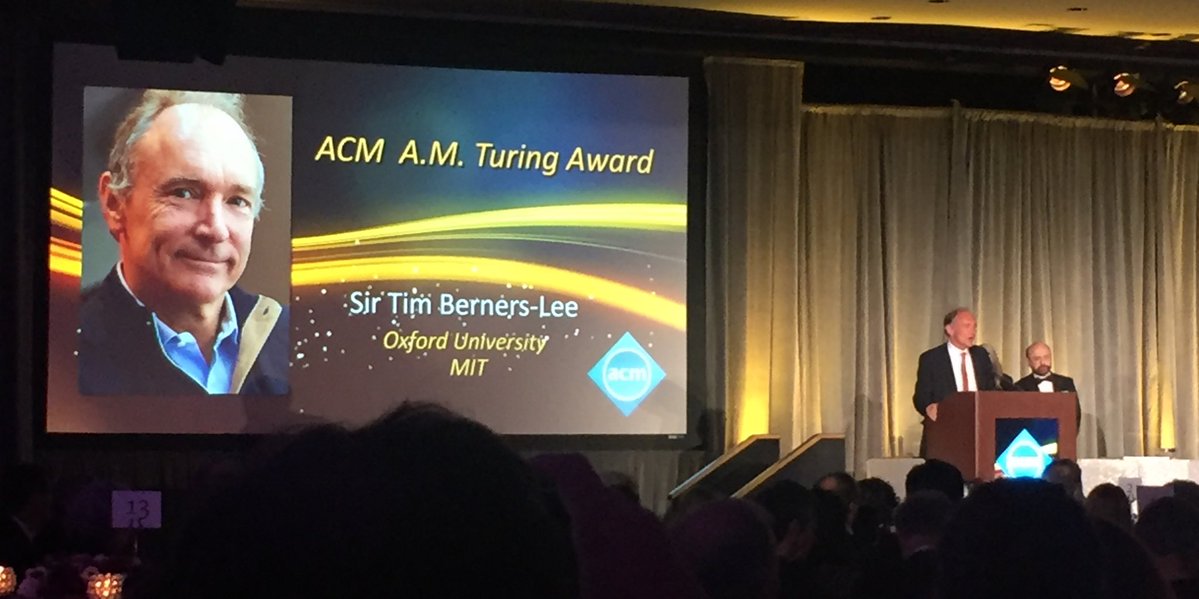 ACM A.M. Turing Award
Sir Tim Berners-Lee
Oxford University
MIT
acm
13